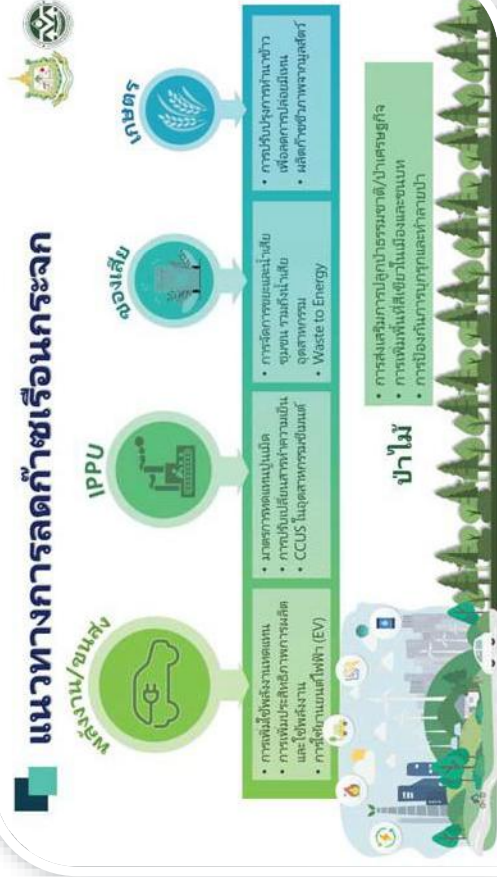 แนวทางการลดก๊าซเรือนกระจก
พลังงาน/ขนส่ง
• การเพิ่มใช้พลังงานทดแทน
• การเพิ่มประสิทธิภาพการผลิต
และใช้พลังงาน
• การใช้ยานยนต์ไฟฟ้า (EV)
IPPU
• มาตรการทดแทนปูนเม็ด
• การปรับเปลี่ยนสารทำความเย็น
• CCUS ในอุตสาหกรรมซีเมนต์
ของเสีย
• การจัดการขยะและน้ำเสีย
ชุมชน รวมถึงน้ำเสีย
อุตสาหกรรม
• Waste to Energy
เกษตร
• การปรับปรุงการทำนาข้าว
เพื่อลดการปล่อยมีเทน
• ผลิตก๊าซชีวภาพจากมูลสัตว์
ป่าไม้
• การส่งเสริมการปลูกป่าธรรมชาติ/ป่าเศรษฐกิจ
• การเพิ่มพื้นที่สีเขียวในเมืองและชนบท
• การป้องกันการบุกรุกและทำลายป่า